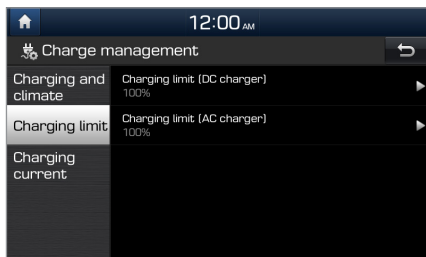 12:00 AM
Charge management
Charging and
climate
Charging limit (DC charger)
100%
Charging limit
Charging limit (AC charger)
100%
Charging
current